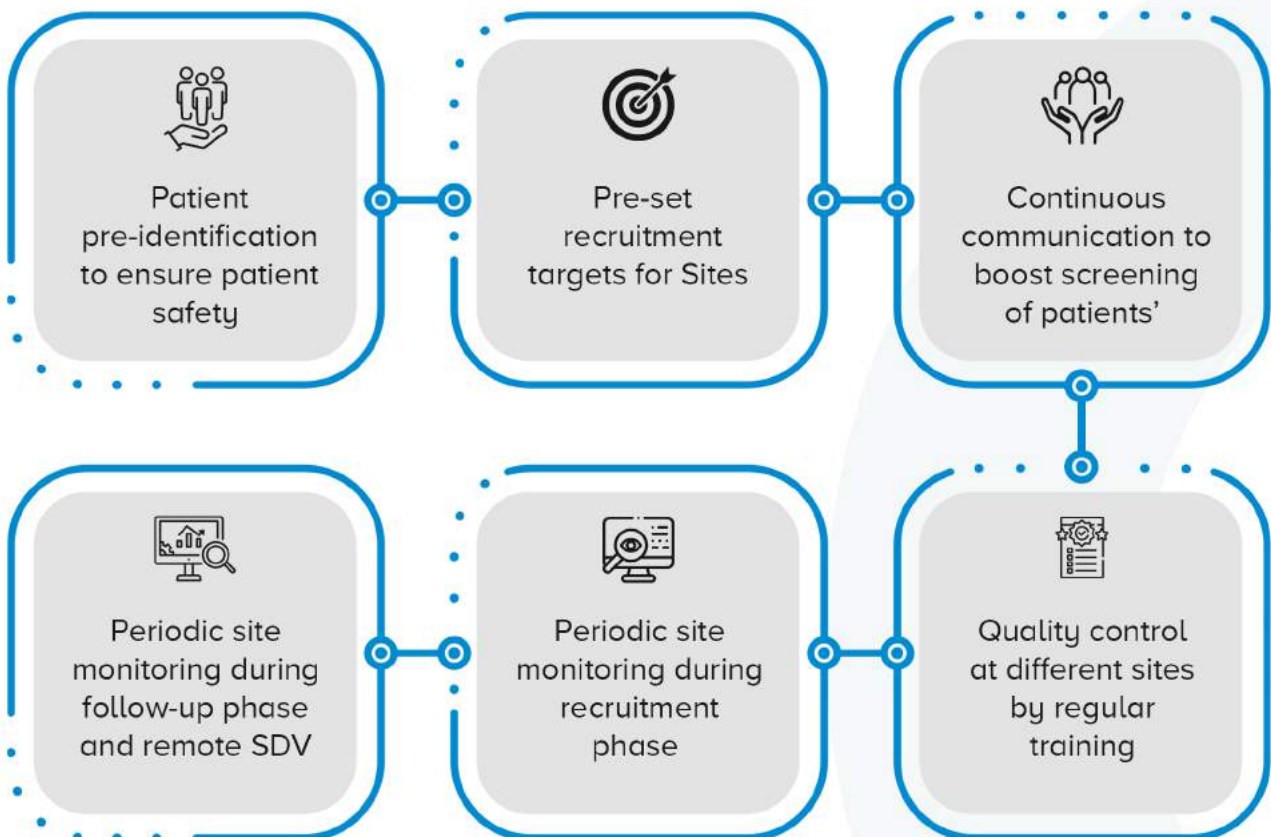 Patient
pre-identification
to ensure patient
safety
Pre-set
recruitment
targets for Sites
Continuous
communication to
boost screening
of patients’
Periodic site
monitoring during
follow-up phase
and remote SDV
Periodic site
monitoring during
recruitment
phase
Quality control
at different sites
by regular
training